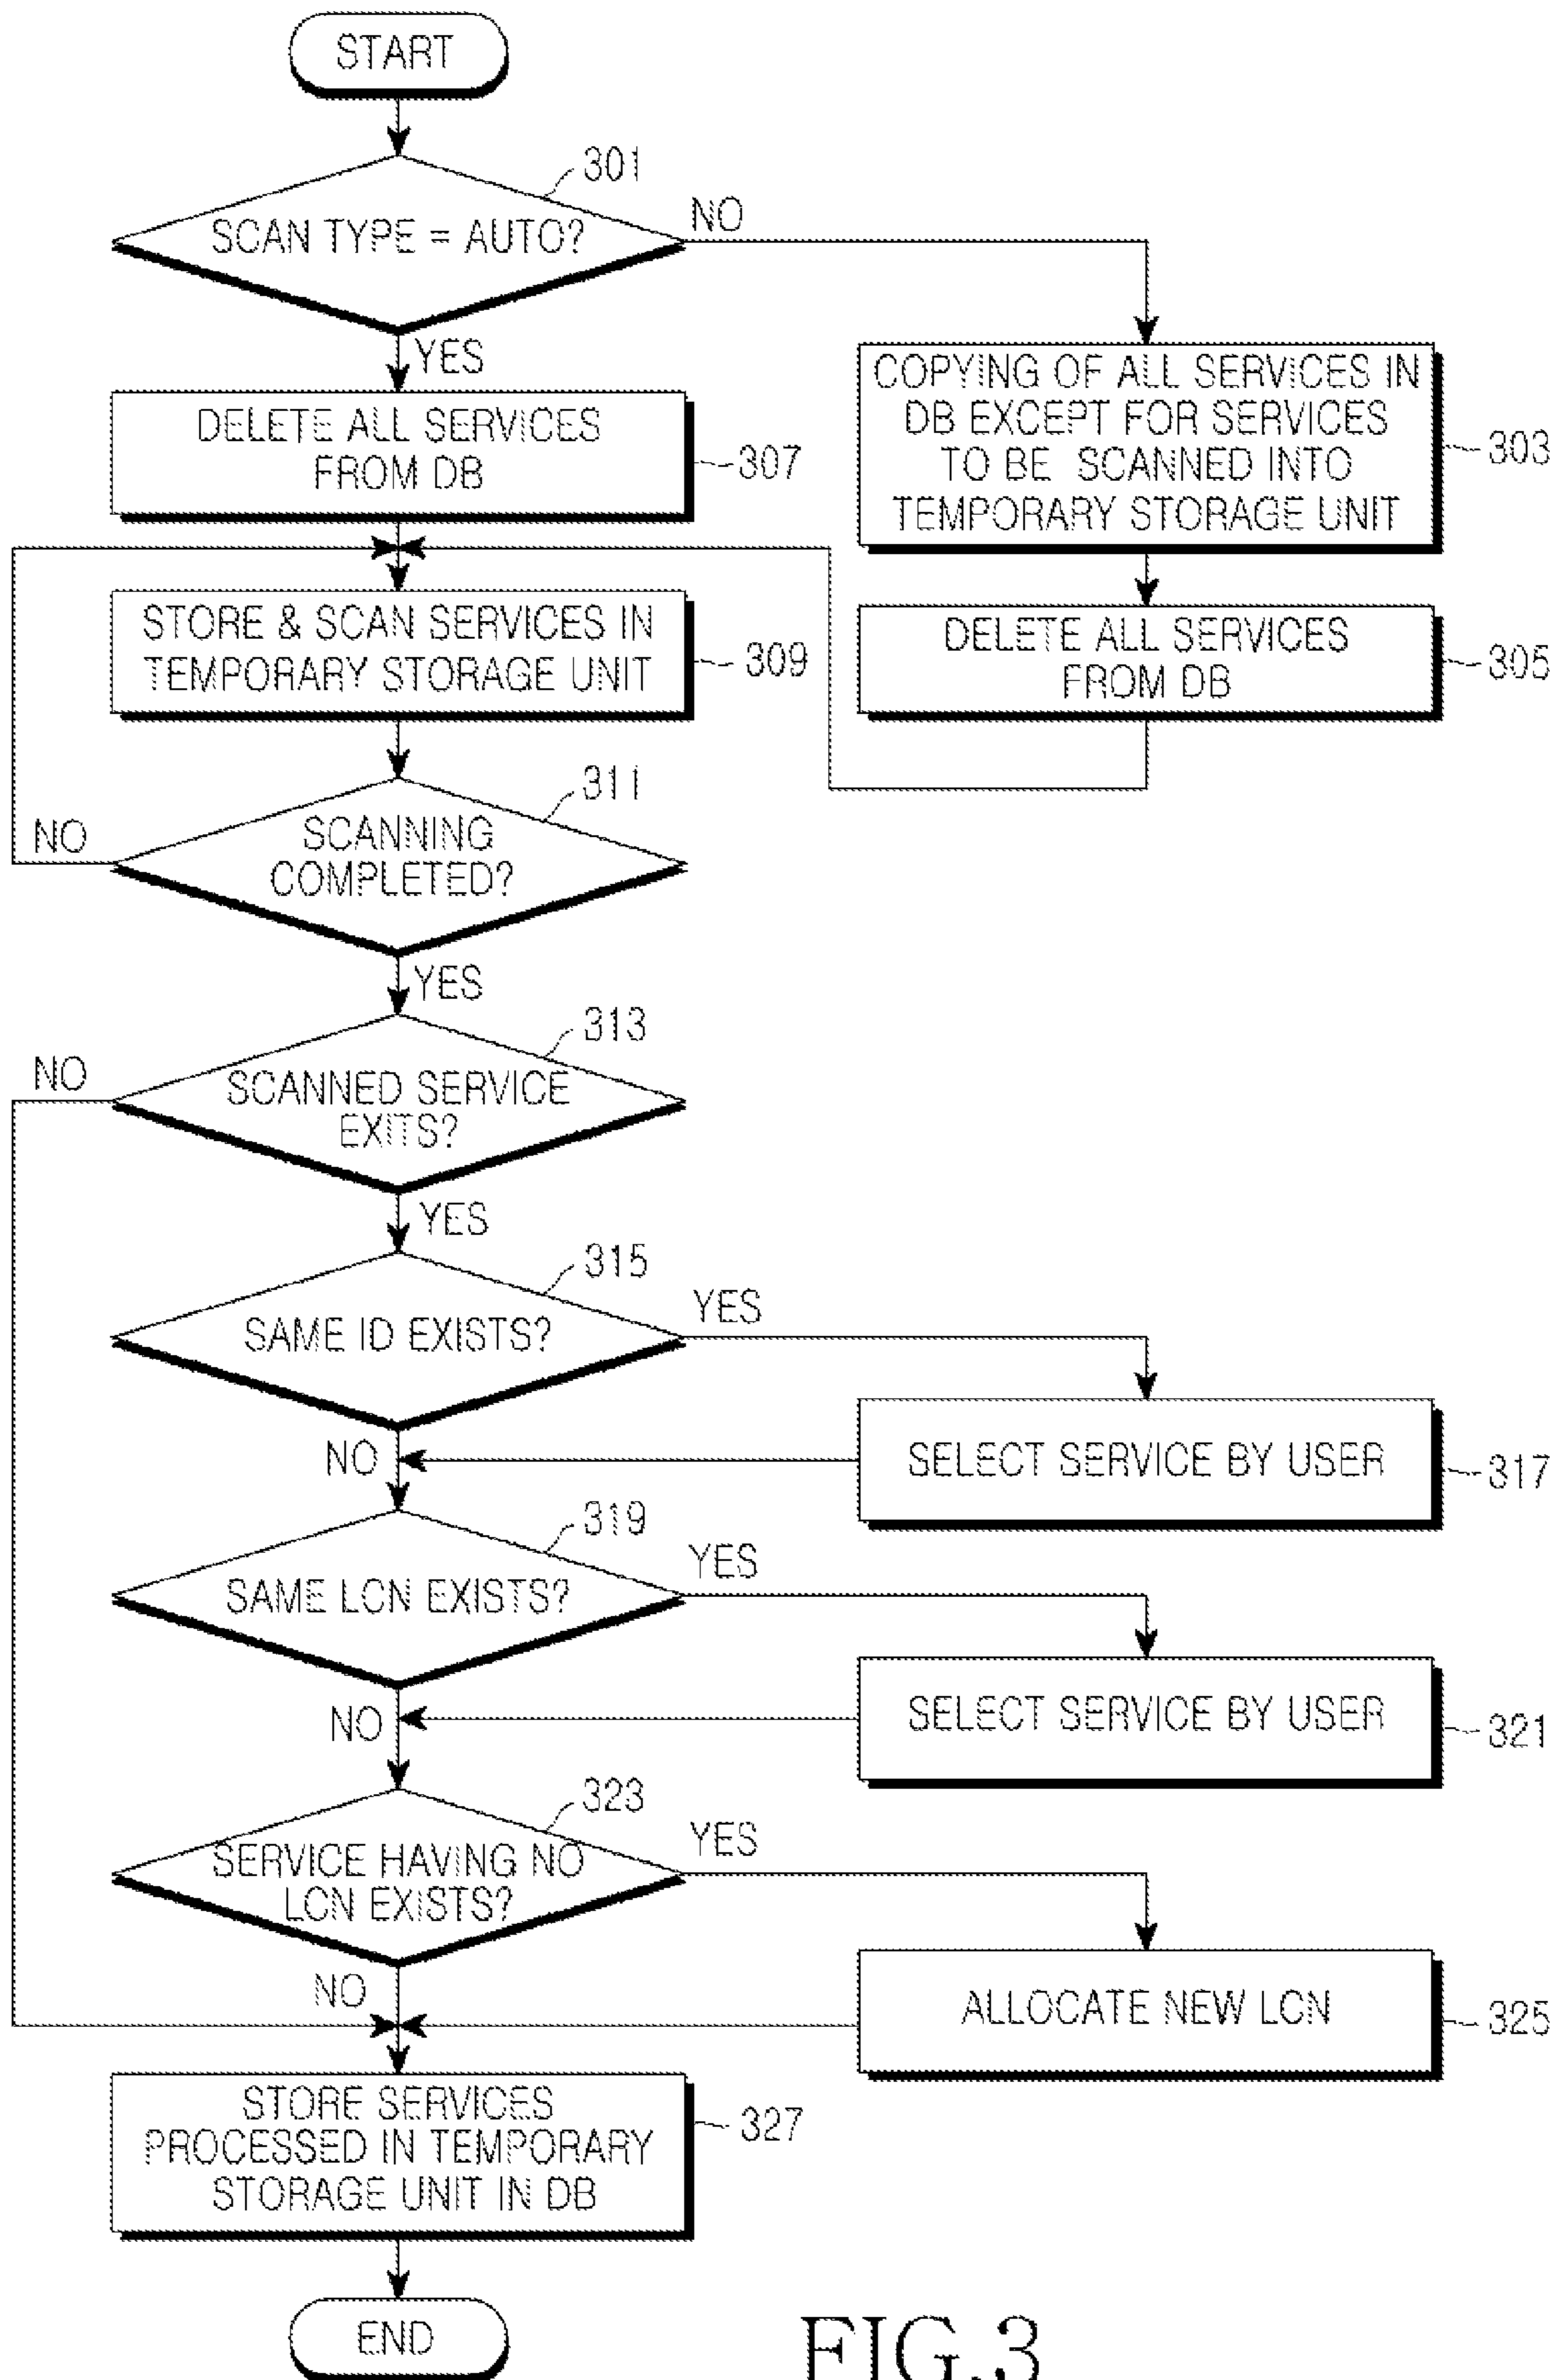 START
301
SCAN TYPE = AUTO?
NO
YES
COPYING OF ALL SERVICES IN
DB EXCEPT FOR SERVICES
TO BE SCANNED INTO
TEMPORARY STORAGE UNIT
303
DELETE ALL SERVICES
FROM DB
307
STORE & SCAN SERVICES IN
TEMPORARY STORAGE UNIT
309
DELETE ALL SERVICES
FROM DB
305
311
SCANNING
COMPLETED?
NO
YES
313
SCANNED SERVICE
EXITS?
NO
YES
315
SAME ID EXISTS?
YES
NO
SELECT SERVICE BY USER
317
319
SAME LCN EXISTS?
YES
NO
SELECT SERVICE BY USER
321
323
SERVICE HAVING NO
LCN EXISTS?
YES
NO
ALLOCATE NEW LCN
325
STORE SERVICES
PROCESSED IN TEMPORARY
STORAGE UNIT IN DB
327
END
FIG.3